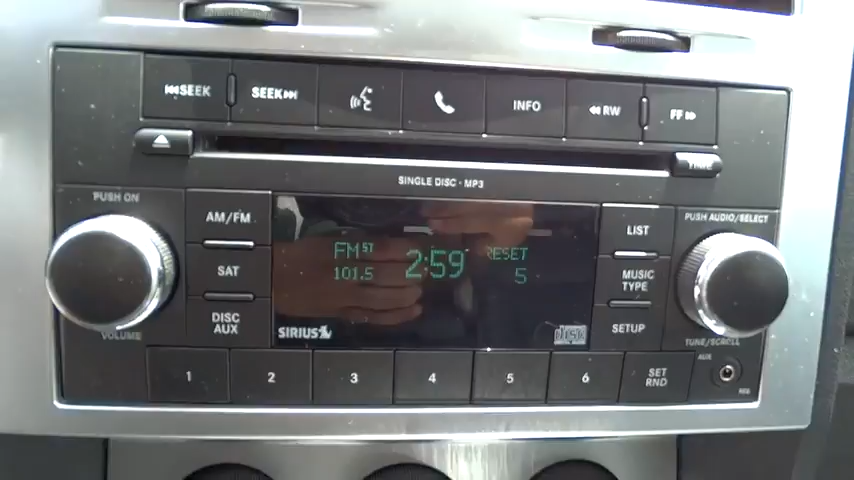 SEEK
SEEK
INFO
RW
FF
TIME
SINGLE DISC • MP3
PUSH ON
AM/FM
SAT
DISC
AUX
VOLUME
FM ST
101.5
2:59
RESET
5
SIRIUS
disc
LIST
MUSIC
TYPE
SETUP
PUSH AUDIO/SELECT
TUNE/SCROLL
1
2
3
4
5
6
SET
RND
AUX